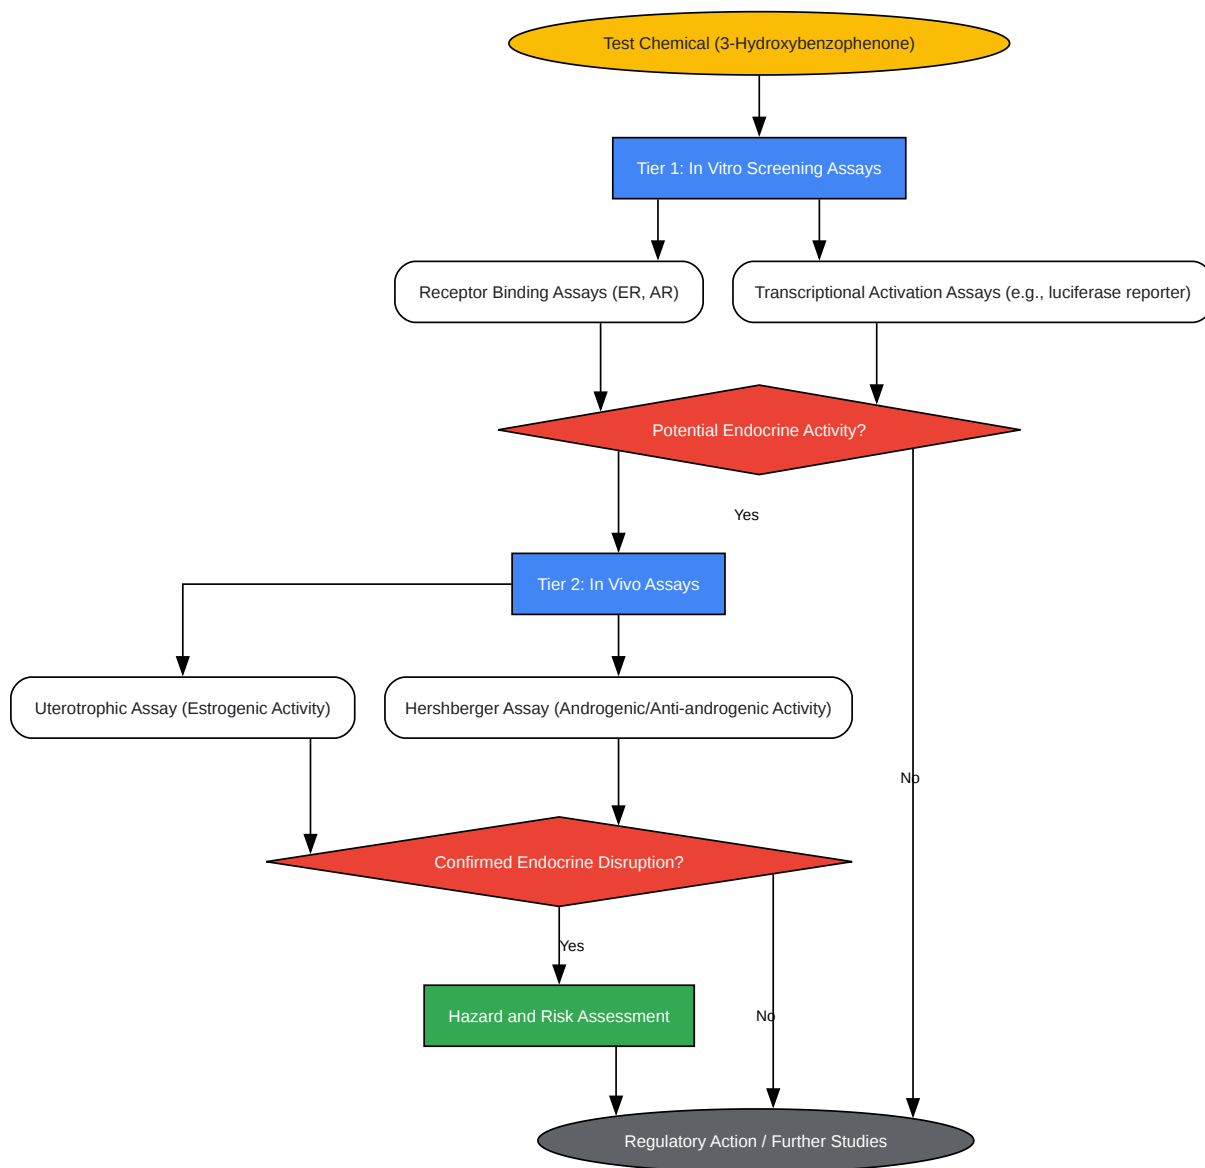 Test Chemical (3-Hydroxybenzophenone)
Tier 1: In Vitro Screening Assays
Receptor Binding Assays (ER, AR)
Transcriptional Activation Assays (e.g., luciferase reporter)
Potential Endocrine Activity?
Yes
Tier 2: In Vivo Assays
Uterotrophic Assay (Estrogenic Activity)
Hershberger Assay (Androgenic/Anti-androgenic Activity)
No
Confirmed Endocrine Disruption?
Yes
Hazard and Risk Assessment
No
Regulatory Action / Further Studies